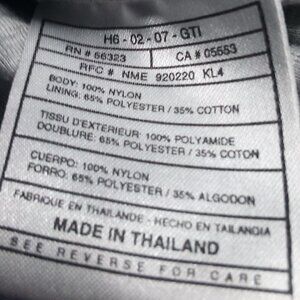 H6 - 02 - 07 - GTI
RN # 56323 CA # 05553
RFC # NME 920220 KL4
BODY: 100% NYLON
LINING: 65% POLYESTER / 35% COTTON
TISSU D'EXTERIEUR: 100% POLYAMIDE
DOUBLURE: 65% POLYESTER / 35% COTON
CUERPO: 100% NYLON
FORRO: 65% POLYESTER / 35% ALGODON
FABRIQUE EN THAILANDE - HECHO EN TAILANDIA
MADE IN THAILAND
SEE REVERSE FOR CARE